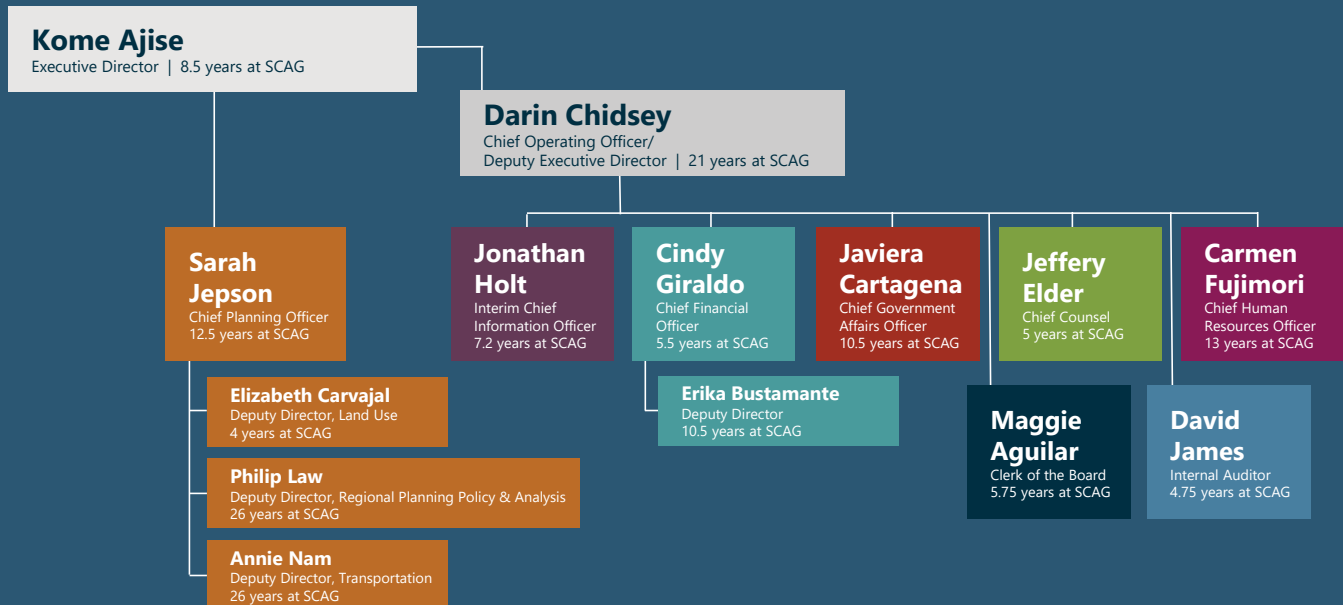 Kome Ajise
Executive Director | 8.5 years at SCAG
Darin Chidsey
Chief Operating Officer/
Deputy Executive Director | 21 years at SCAG
Sarah
Jepson
Chief Planning Officer
12.5 years at SCAG
Jonathan
Holt
Interim Chief
Information Officer
7.2 years at SCAG
Cindy
Giraldo
Chief Financial
Officer
5.5 years at SCAG
Javiera
Cartagena
Chief Government
Affairs Officer
10.5 years at SCAG
Jeffery
Elder
Chief Counsel
5 years at SCAG
Carmen
Fujimori
Chief Human
Resources Officer
13 years at SCAG
Elizabeth Carvajal
Deputy Director, Land Use
4 years at SCAG
Philip Law
Deputy Director, Regional Planning Policy & Analysis
26 years at SCAG
Annie Nam
Deputy Director, Transportation
26 years at SCAG
Erika Bustamante
Deputy Director
10.5 years at SCAG
Maggie
Aguilar
Clerk of the Board
5.75 years at SCAG
David
James
Internal Auditor
4.75 years at SCAG